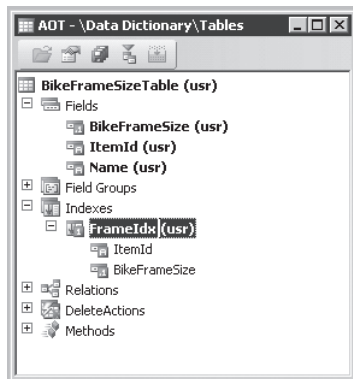 AOT - \Data Dictionary\Tables
BikeFrameSizeTable (usr)
Fields
BikeFrameSize (usr)
ItemId (usr)
Name (usr)
Field Groups
Indexes
FrameIdx (usr)
ItemId
BikeFrameSize
Relations
DeleteActions
Methods